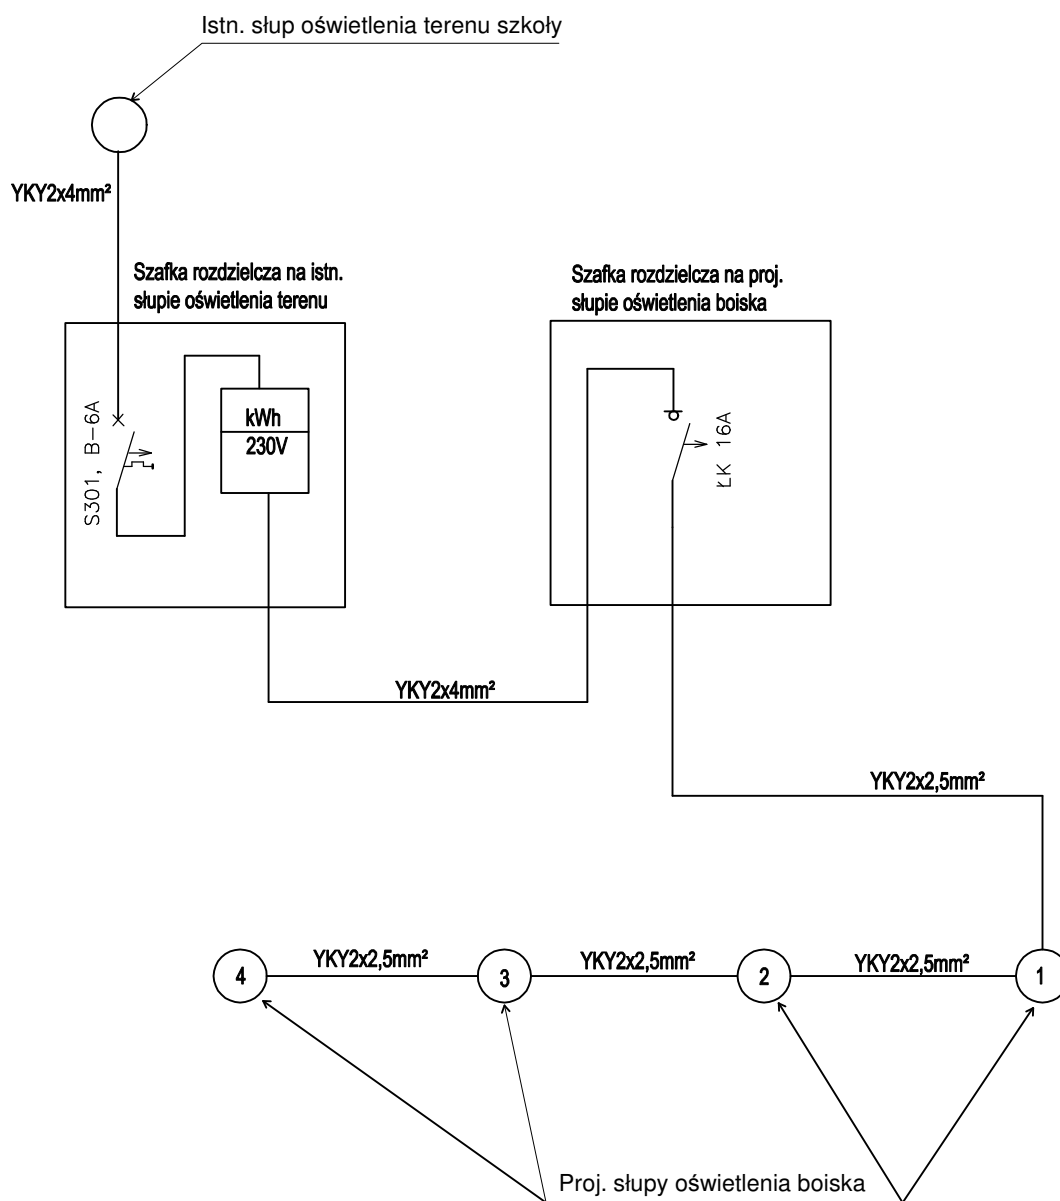 Istn. słup oświetlenia terenu szkoły
YKY2x4mm²
Szafka rozdzielcza na istn.
słupie oświetlenia terenu
Szafka rozdzielcza na proj.
słupie oświetlenia boiska
S301, B-6A
kWh
230V
ŁK 16A
YKY2x4mm²
YKY2x2,5mm²
4
YKY2x2,5mm²
3
YKY2x2,5mm²
2
YKY2x2,5mm²
1
Proj. słupy oświetlenia boiska